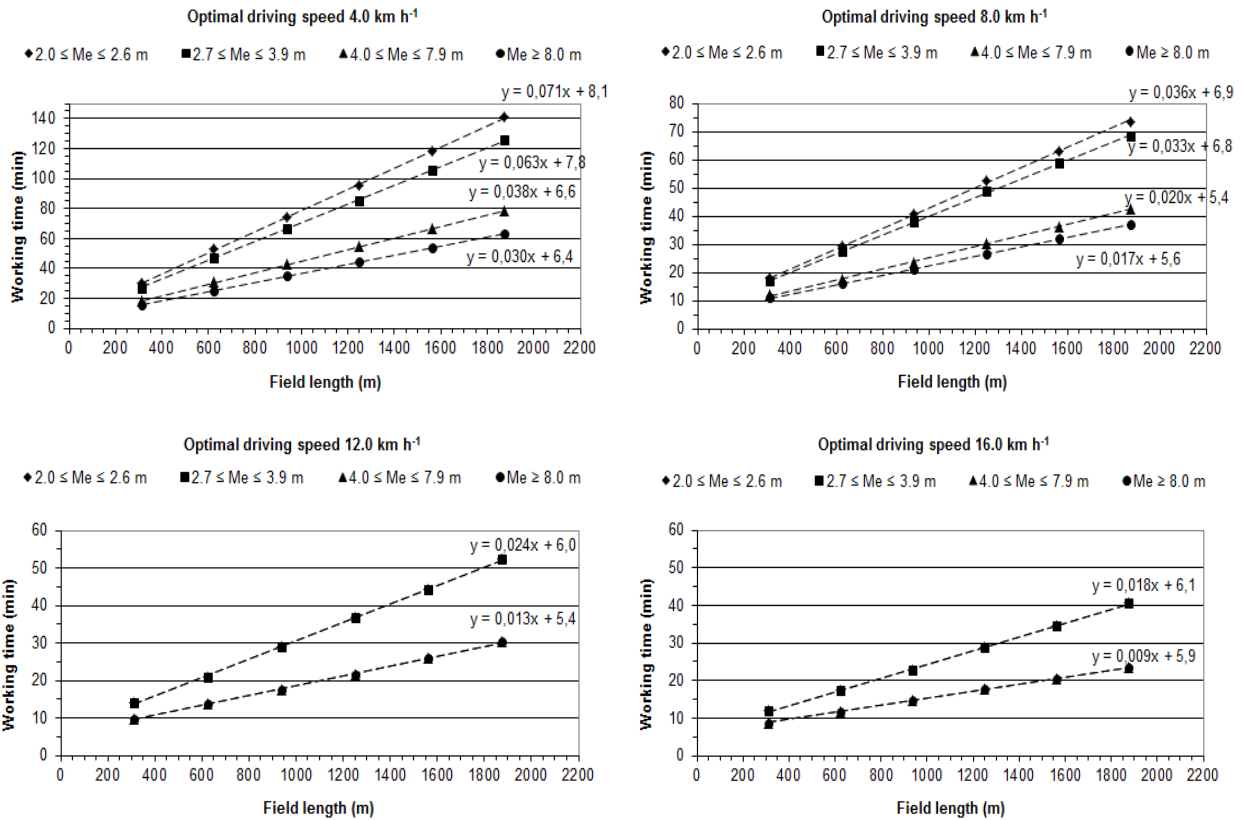 Optimal driving speed 4.0 km h-1
2.0 ≤ Me ≤ 2.6 m 2.7 ≤ Me ≤ 3.9 m 4.0 ≤ Me ≤ 7.9 m Me ≥ 8.0 m
y = 0,071x + 8,1
y = 0,063x + 7,8
y = 0,038x + 6,6
y = 0,030x + 6,4
Working time (min)
140
120
100
80
60
40
20
0
0 200 400 600 800 1000 1200 1400 1600 1800 2000 2200
Field length (m)
Optimal driving speed 8.0 km h-1
2.0 ≤ Me ≤ 2.6 m 2.7 ≤ Me ≤ 3.9 m 4.0 ≤ Me ≤ 7.9 m Me ≥ 8.0 m
y = 0,036x + 6,9
y = 0,033x + 6,8
y = 0,020x + 5,4
y = 0,017x + 5,6
Working time (min)
80
70
60
50
40
30
20
10
0
0 200 400 600 800 1000 1200 1400 1600 1800 2000 2200
Field length (m)
Optimal driving speed 12.0 km h-1
2.0 ≤ Me ≤ 2.6 m 2.7 ≤ Me ≤ 3.9 m 4.0 ≤ Me ≤ 7.9 m Me ≥ 8.0 m
y = 0,024x + 6,0
y = 0,013x + 5,4
Working time (min)
60
50
40
30
20
10
0
0 200 400 600 800 1000 1200 1400 1600 1800 2000 2200
Field length (m)
Optimal driving speed 16.0 km h-1
2.0 ≤ Me ≤ 2.6 m 2.7 ≤ Me ≤ 3.9 m 4.0 ≤ Me ≤ 7.9 m Me ≥ 8.0 m
y = 0,018x + 6,1
y = 0,009x + 5,9
Working time (min)
60
50
40
30
20
10
0
0 200 400 600 800 1000 1200 1400 1600 1800 2000 2200
Field length (m)